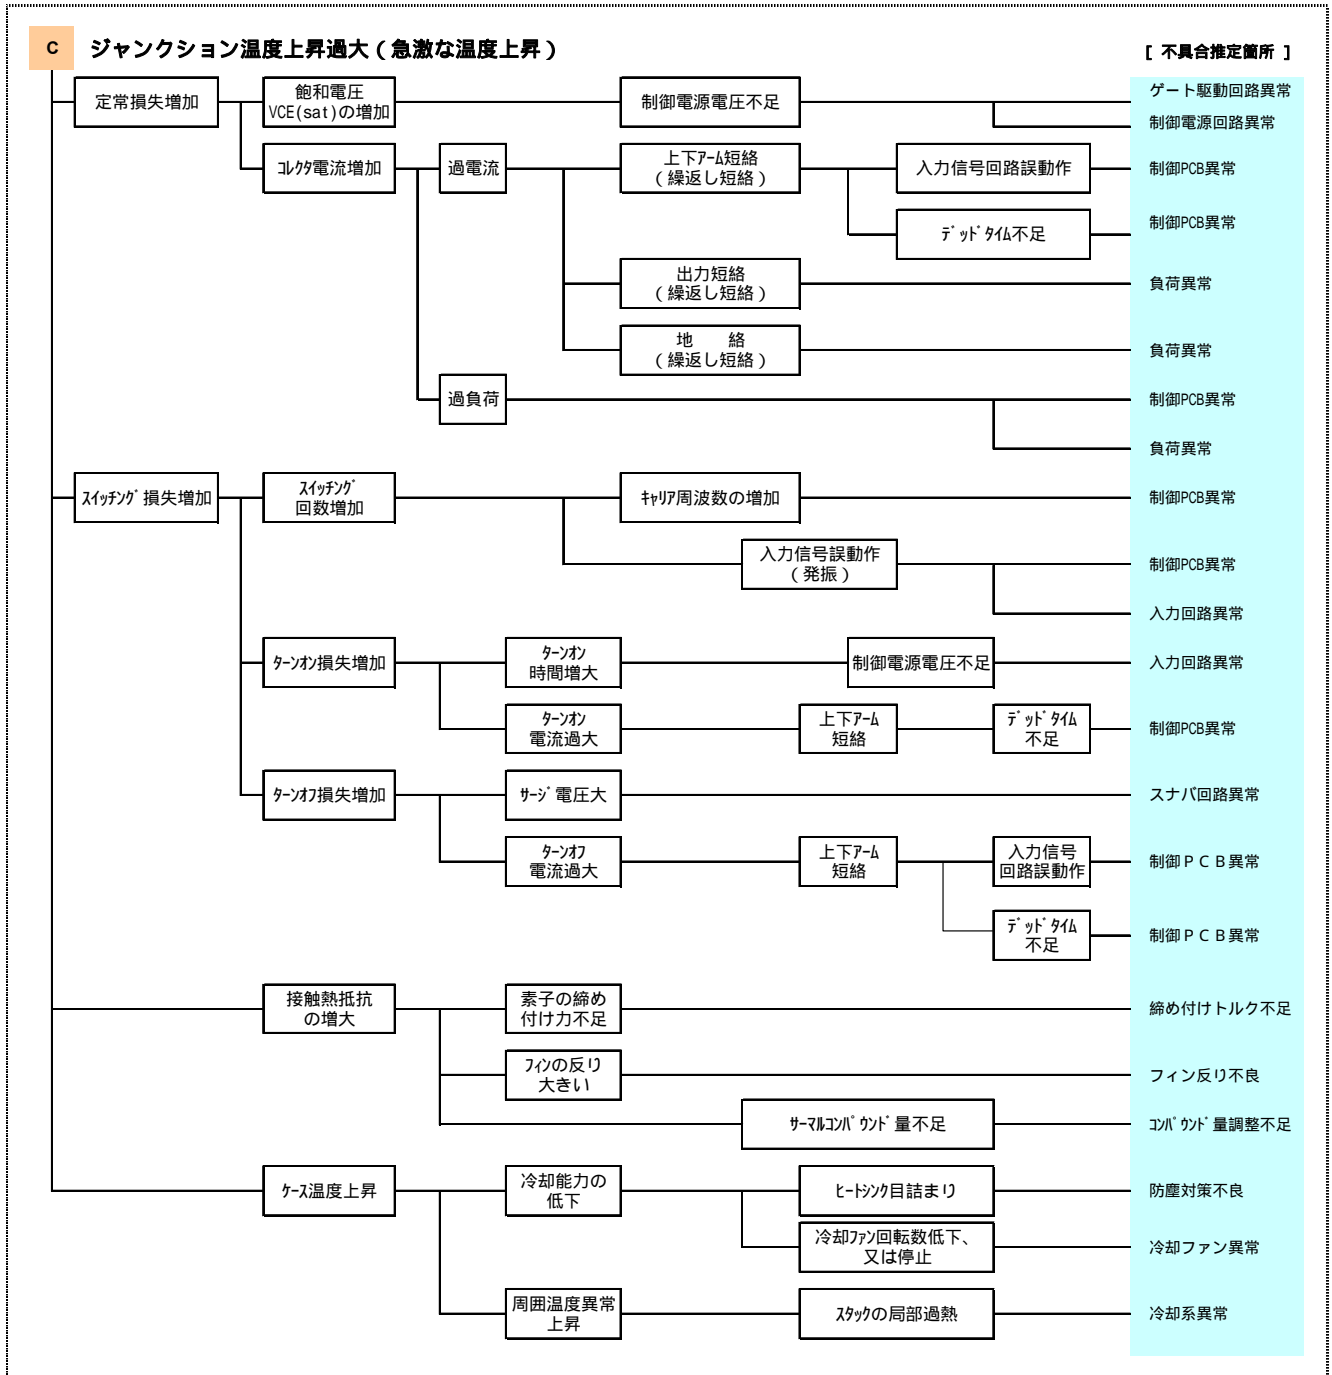 C ジャンクション温度上昇過大（急激な温度上昇）
[ 不具合推定箇所 ]
定常損失増加
飽和電圧
VCE(sat)の増加
制御電源電圧不足
ゲート駆動回路異常
制御電源回路異常
ｺﾚｸﾀ電流増加
過電流
上下ｱｰﾑ短絡
（繰返し短絡）
入力信号回路誤動作
制御PCB異常
ﾃﾞｯﾄﾞﾀｲﾑ不足
制御PCB異常
出力短絡
（繰返し短絡）
負荷異常
地　　絡
（繰返し短絡）
負荷異常
過負荷
制御PCB異常
負荷異常
ｽｲｯﾁﾝｸﾞ損失増加
ｽｲｯﾁﾝｸﾞ
回数増加
ｷｬﾘｱ周波数の増加
制御PCB異常
入力信号誤動作
（発振）
制御PCB異常
入力回路異常
ﾀｰﾝｵﾝ損失増加
ﾀｰﾝｵﾝ
時間増大
制御電源電圧不足
入力回路異常
ﾀｰﾝｵﾝ
電流過大
上下ｱｰﾑ
短絡
ﾃﾞｯﾄﾞﾀｲﾑ
不足
制御PCB異常
ﾀｰﾝｵﾌ損失増加
ｻｰｼﾞ電圧大
スナバ回路異常
ﾀｰﾝｵﾌ
電流過大
上下ｱｰﾑ
短絡
入力信号
回路誤動作
制御ＰＣＢ異常
ﾃﾞｯﾄﾞﾀｲﾑ
不足
制御ＰＣＢ異常
接触熱抵抗
の増大
素子の締め
付け力不足
締め付けトルク不足
ﾌｨﾝの反り
大きい
フィン反り不良
ｻｰﾏﾙｺﾝﾊﾟｳﾝﾄﾞ量不足
ｺﾝﾊﾟｳﾝﾄﾞ量調整不足
ｹｰｽ温度上昇
冷却能力の
低下
ﾋｰﾄｼﾝｸ目詰まり
防塵対策不良
冷却ﾌｧﾝ回転数低下、
又は停止
冷却ファン異常
周囲温度異常
上昇
ｽﾀｯｸの局部過熱
冷却系異常